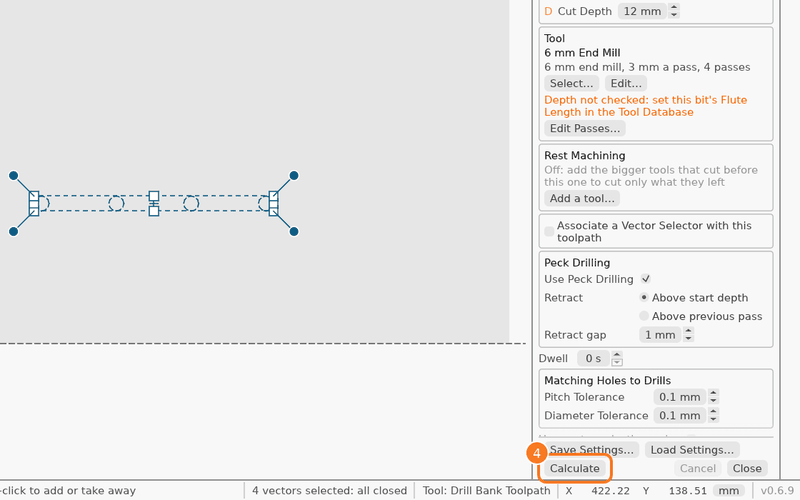 D Cut Depth 12 mm
Tool
6 mm End Mill
6 mm end mill, 3 mm a pass, 4 passes
Select... Edit...
Depth not checked: set this bit's Flute
Length in the Tool Database
Edit Passes...
Rest Machining
Off: add the bigger tools that cut before
this one to cut only what they left
Add a tool...
Associate a Vector Selector with this
toolpath
Peck Drilling
Use Peck Drilling
Retract Above start depth
Above previous pass
Retract gap 1 mm
Dwell 0 s
Matching Holes to Drills
Pitch Tolerance 0.1 mm
Diameter Tolerance 0.1 mm
4
Save Settings... Load Settings...
Calculate Cancel Close
-click to add or take away 4 vectors selected: all closed Tool: Drill Bank Toolpath X 422.22 Y 138.51 mm v0.6.9